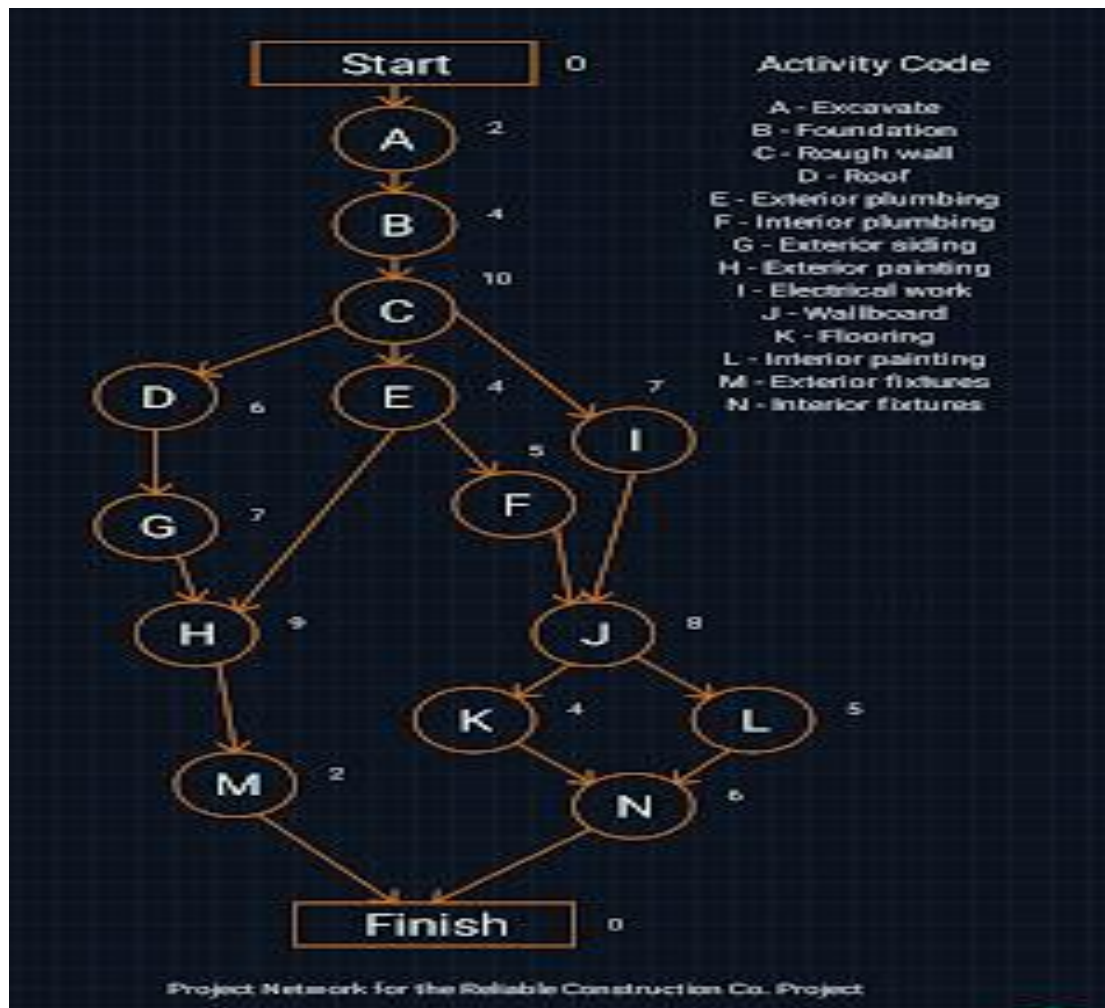 Start 0
Activity Code
A - Excavate
B - Foundation
C - Rough wall
D - Roof
E - Exterior plumbing
F - Interior plumbing
G - Exterior siding
H - Exterior painting
I - Electrical work
J - Wallboard
K - Flooring
L - Interior painting
M - Exterior fixtures
N - Interior fixtures
A 2
B 4
C 10
D 6
E 4
I 7
F 5
G 7
H 9
J 8
K 4
L 5
M 2
N 6
Finish 0
Project Network for the Reliable Construction Co. Project